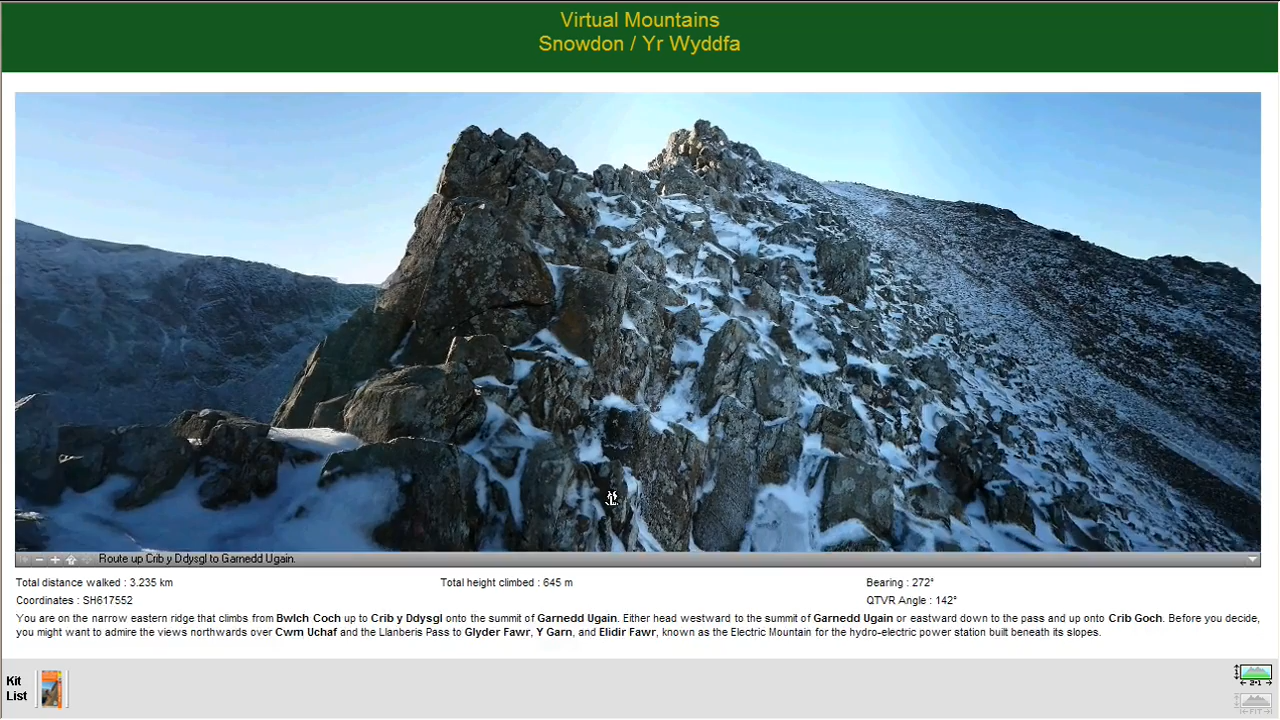 Virtual Mountains
Snowdon / Yr Wyddfa
Route up Crib y Ddysgl to Garnedd Ugain.
Total distance walked : 3.235 km
Total height climbed : 645 m
Bearing : 272°
Coordinates : SH617552
QTVR Angle : 142°
You are on the narrow eastern ridge that climbs from Bwlch Coch up to Crib y Ddysgl onto the summit of Garnedd Ugain. Either head westward to the summit of Garnedd Ugain or eastward down to the pass and up onto Crib Goch. Before you decide,
you might want to admire the views northwards over Cwm Uchaf and the Llanberis Pass to Glyder Fawr, Y Garn, and Elidir Fawr, known as the Electric Mountain for the hydro-electric power station built beneath its slopes.
Kit
List
2:1
FIT